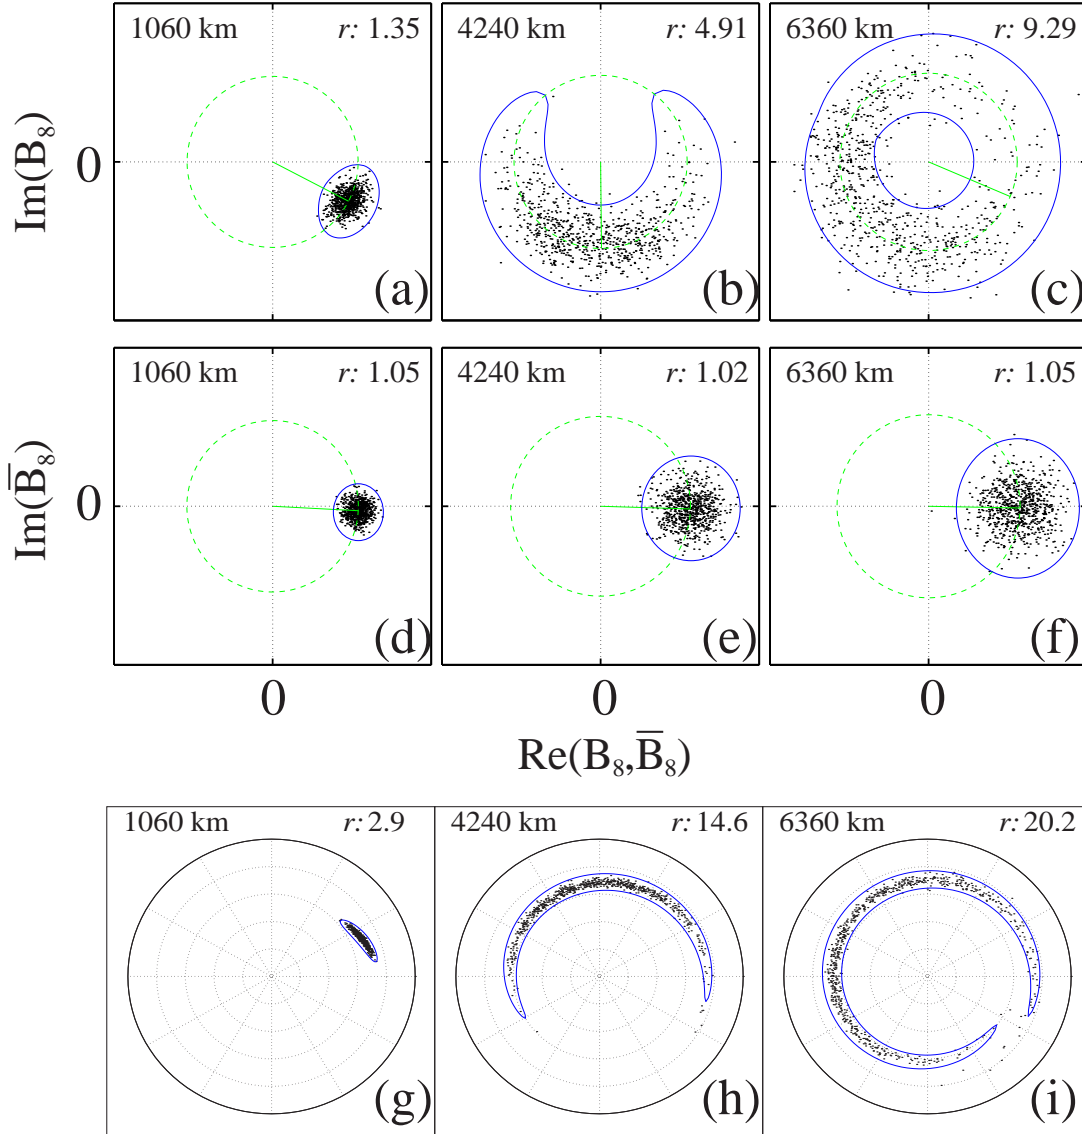 1060 km r: 1.35
4240 km r: 4.91
6360 km r: 9.29
Im(B₈)
0
(a)
(b)
(c)
1060 km r: 1.05
4240 km r: 1.02
6360 km r: 1.05
Im(B̅₈)
0
(d)
(e)
(f)
0
0
0
Re(B₈,B̅₈)
1060 km r: 2.9
4240 km r: 14.6
6360 km r: 20.2
(g)
(h)
(i)